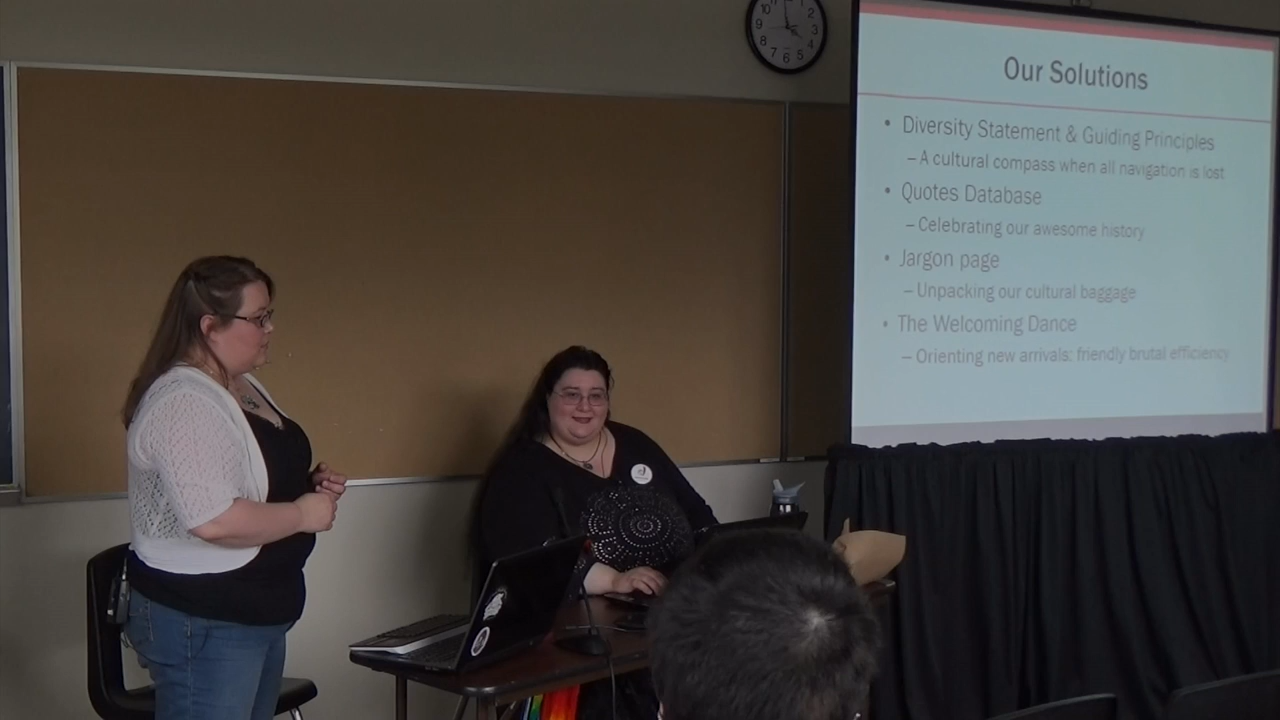 Our Solutions
• Diversity Statement & Guiding Principles
– A cultural compass when all navigation is lost
• Quotes Database
– Celebrating our awesome history
• Jargon page
– Unpacking our cultural baggage
• The Welcoming Dance
– Orienting new arrivals: friendly brutal efficiency